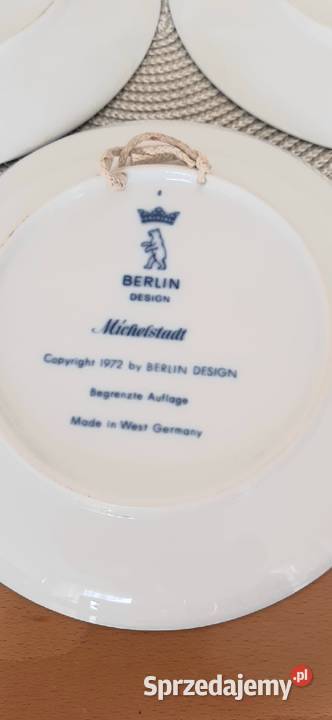 BERLIN
DESIGN
Michelstadt
Copyright 1972 by BERLIN DESIGN
Begrenzte Auflage
Made in West Germany
Sprzedajemy.pl